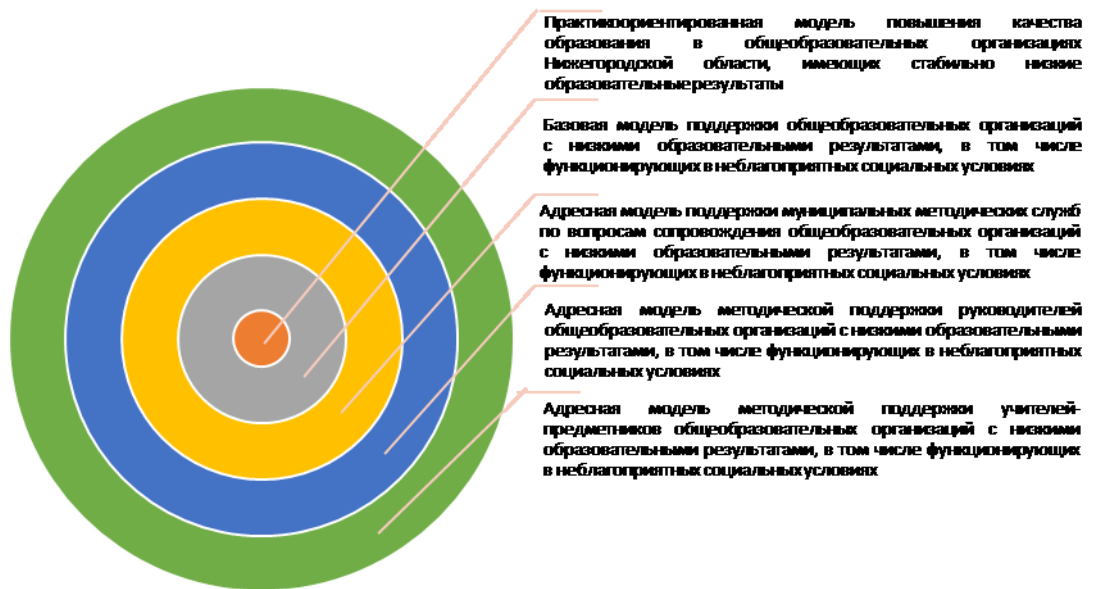 Практикоориентированная модель повышения качества
образования в общеобразовательных организациях
Нижегородской области, имеющих стабильно низкие
образовательные результаты
Базовая модель поддержки общеобразовательных организаций
с низкими образовательными результатами, в том числе
функционирующих в неблагоприятных социальных условиях
Адресная модель поддержки муниципальных методических служб
по вопросам сопровождения общеобразовательных организаций
с низкими образовательными результатами, в том числе
функционирующих в неблагоприятных социальных условиях
Адресная модель методической поддержки руководителей
общеобразовательных организаций с низкими образовательными
результатами, в том числе функционирующих в неблагоприятных
социальных условиях
Адресная модель методической поддержки учителей-
предметников общеобразовательных организаций с низкими
образовательными результатами, в том числе функционирующих
в неблагоприятных социальных условиях